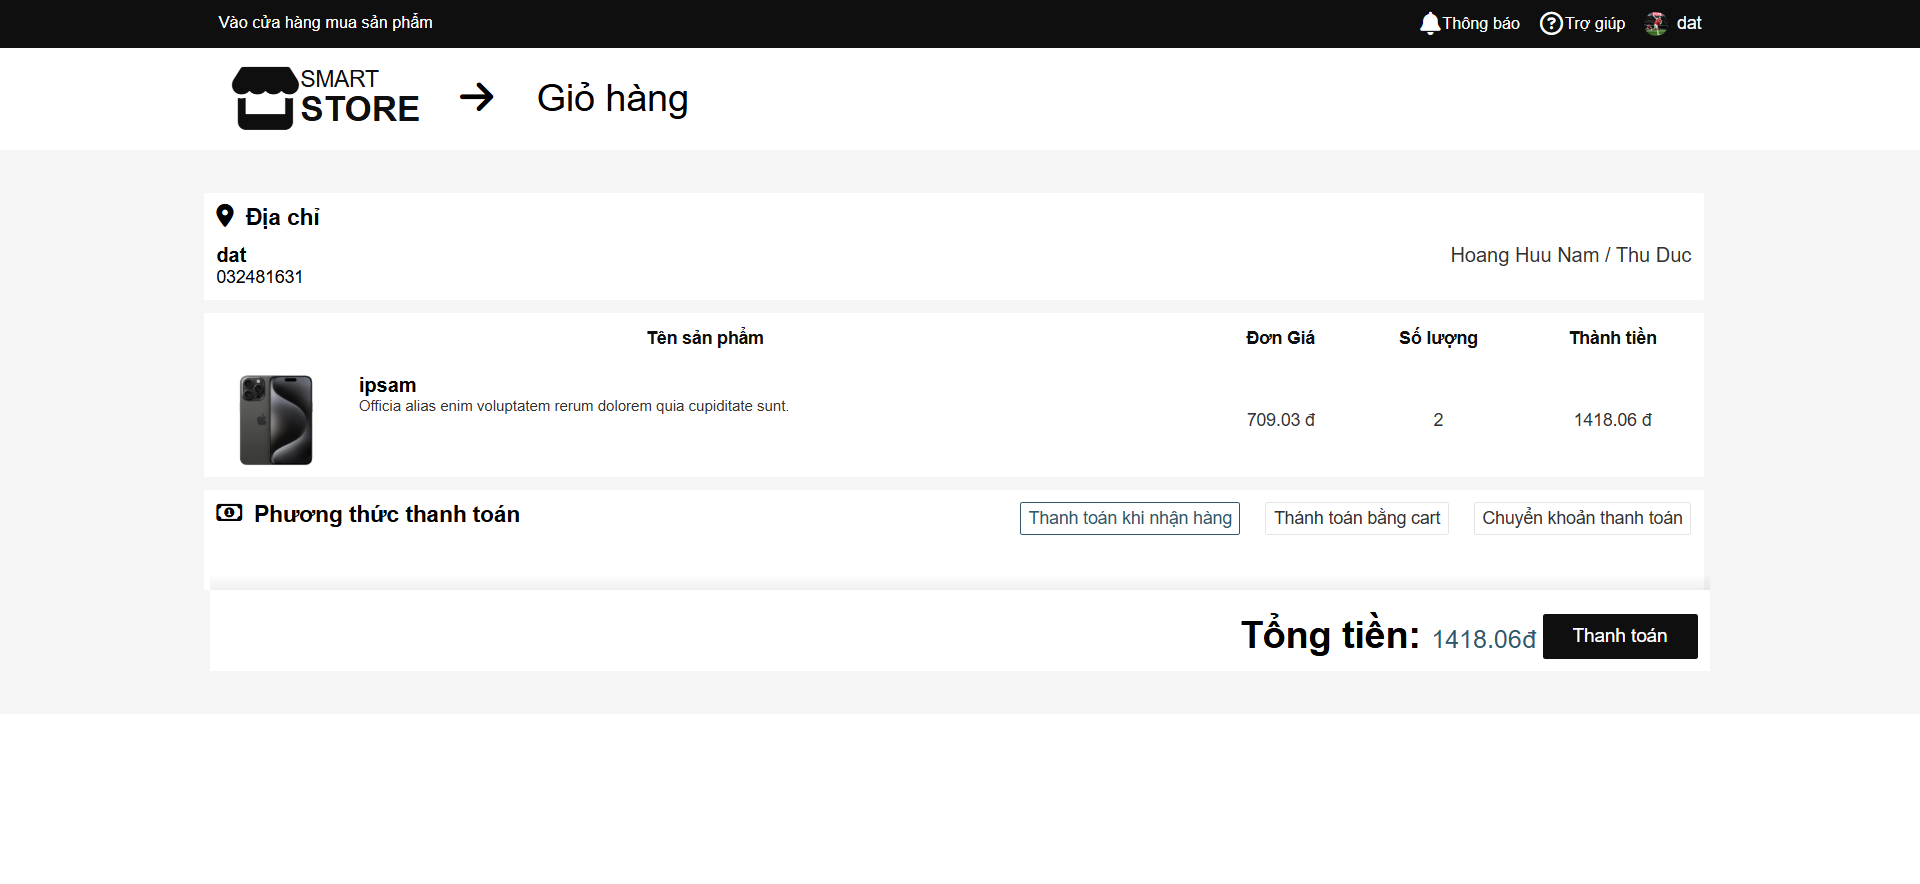 Vào cửa hàng mua sản phẩm
Thông báo
Trợ giúp
dat
SMART
STORE
Giỏ hàng
Địa chỉ
dat
032481631
Hoang Huu Nam / Thu Duc
Tên sản phẩm Đơn Giá Số lượng Thành tiền
ipsam
Officia alias enim voluptatem rerum dolorem quia cupiditate sunt.
709.03 đ 2 1418.06 đ
Phương thức thanh toán
Thanh toán khi nhận hàng
Thánh toán bằng cart
Chuyển khoản thanh toán
Tổng tiền: 1418.06đ
Thanh toán